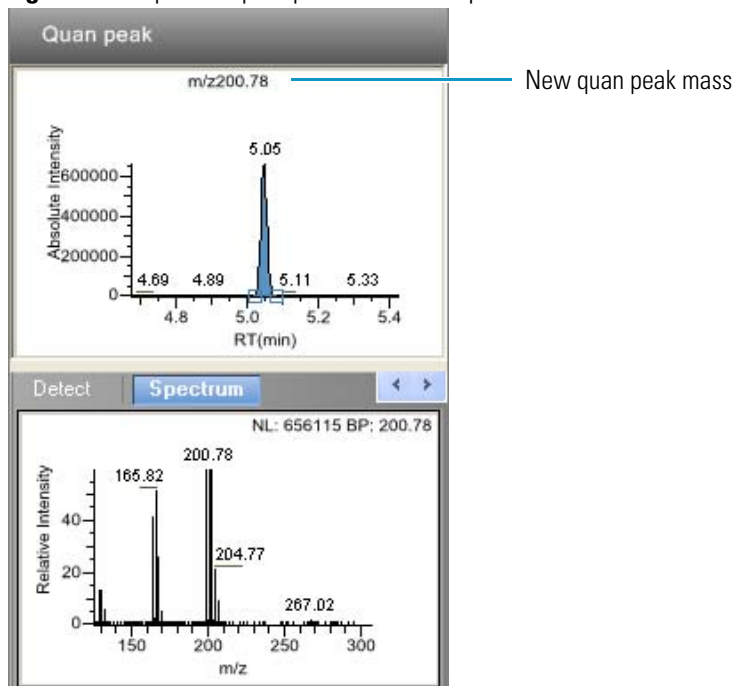 Quan peak
m/z200.78
New quan peak mass
Absolute Intensity
600000
400000
200000
0
5.05
4.69 4.89 5.11 5.33
4.8 5.0 5.2 5.4
RT(min)
Detect Spectrum
NL: 656115 BP: 200.78
Relative Intensity
40
20
0
200.78
165.82
204.77
267.02
150 200 250 300
m/z